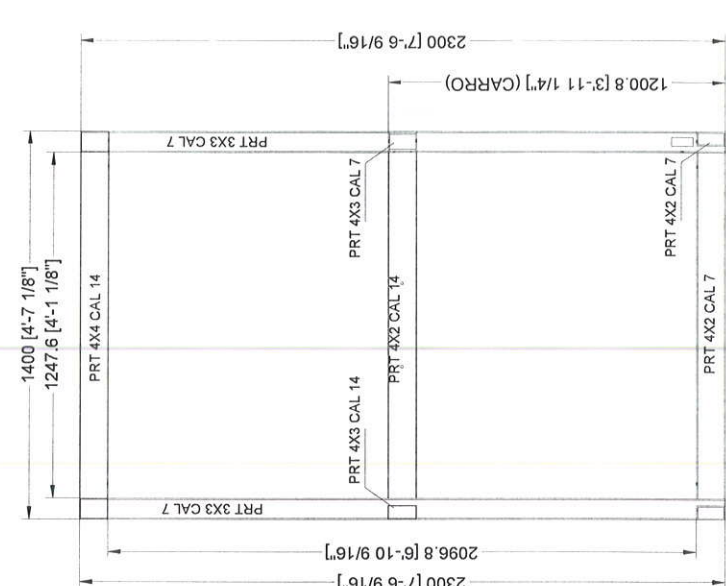 2300 [7'-6 9/16"]
1200.8 [3'-11 1/4"] (CARRO)
PRT 3X3 CAL 7
PRT 4X3 CAL 7
PRT 4X2 CAL 7
1400 [4'-7 1/8"]
1247.6 [4'-1 1/8"]
PRT 4X4 CAL 14
PRT 4X2 CAL 14
PRT 4X2 CAL 7
PRT 4X3 CAL 14
PRT 3X3 CAL 7
2096.8 [6'-10 9/16"]
2300 [7'-6 9/16"]